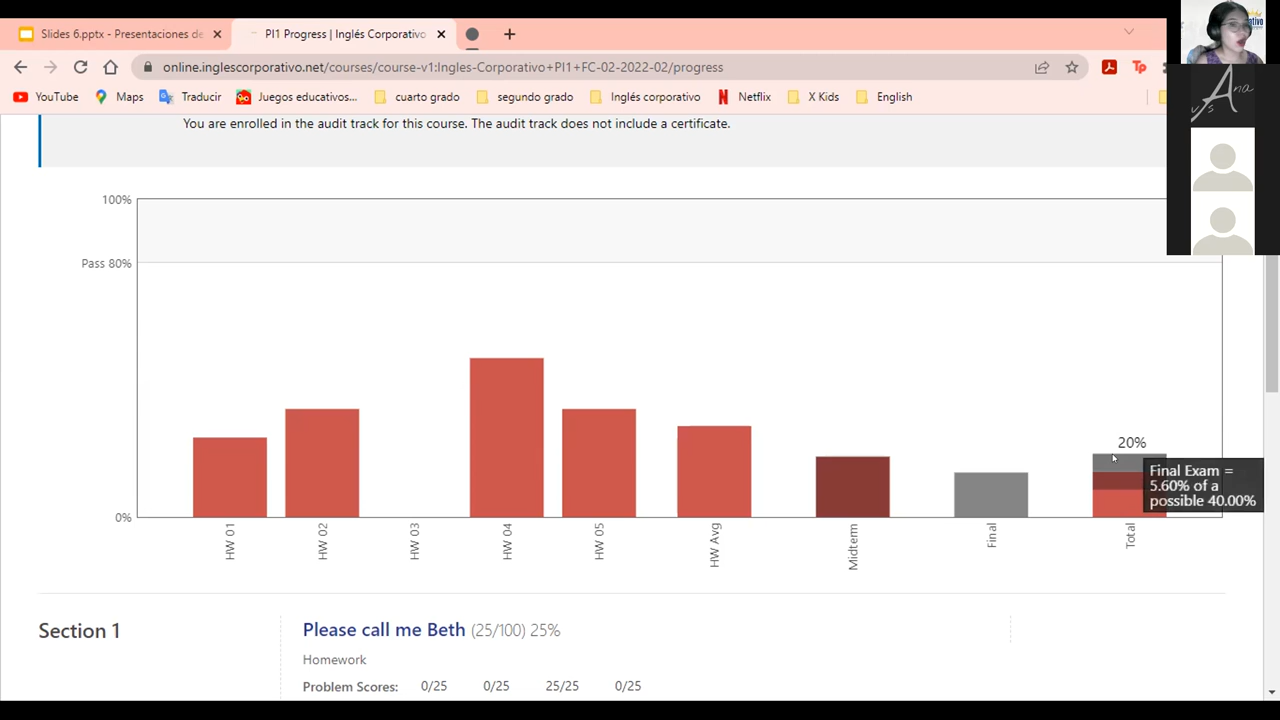 Slides 6.pptx - Presentaciones de
PI1 Progress | Inglés Corporativo
online.inglescorporativo.net/courses/course-v1:Ingles-Corporativo+PI1+FC-02-2022-02/progress
YouTube
Maps
Traducir
Juegos educativos...
cuarto grado
segundo grado
Inglés corporativo
Netflix
X Kids
English
You are enrolled in the audit track for this course. The audit track does not include a certificate.
100%
Pass 80%
0%
20%
Final Exam =
5.60% of a
possible 40.00%
HW 01
HW 02
HW 03
HW 04
HW 05
HW Avg
Midterm
Final
Total
Section 1
Please call me Beth (25/100) 25%
Homework
Problem Scores: 0/25 0/25 25/25 0/25